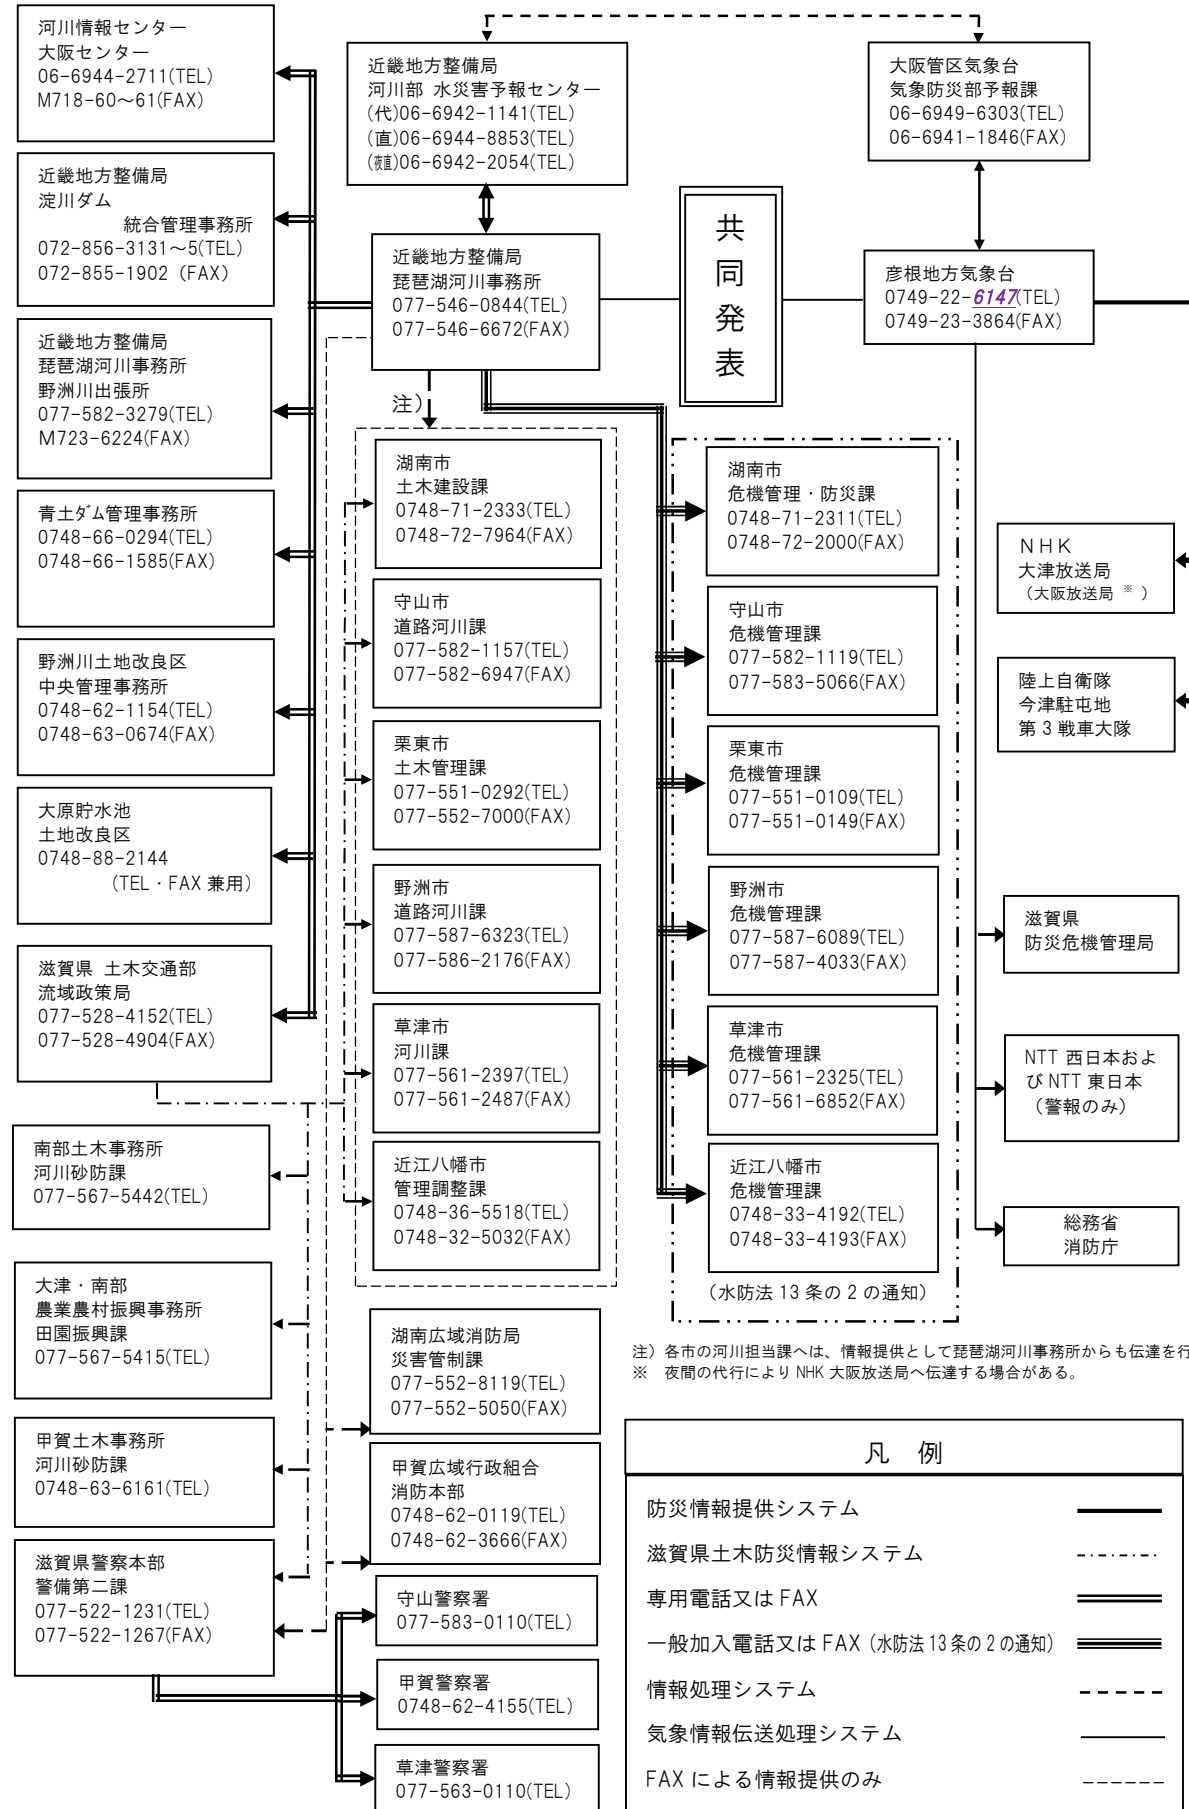 河川情報センター
大阪センター
06-6944-2711(TEL)
M718-60～61(FAX)
近畿地方整備局
淀川ダム
統合管理事務所
072-856-3131～5(TEL)
072-855-1902 (FAX)
近畿地方整備局
琵琶湖河川事務所
野洲川出張所
077-582-3279(TEL)
M723-6224(FAX)
青土ダム管理事務所
0748-66-0294(TEL)
0748-66-1585(FAX)
野洲川土地改良区
中央管理事務所
0748-62-1154(TEL)
0748-63-0674(FAX)
大原貯水池
土地改良区
0748-88-2144
(TEL・FAX 兼用)
滋賀県 土木交通部
流域政策局
077-528-4152(TEL)
077-528-4904(FAX)
南部土木事務所
河川砂防課
077-567-5442(TEL)
大津・南部
農業農村振興事務所
田園振興課
077-567-5415(TEL)
甲賀土木事務所
河川砂防課
0748-63-6161(TEL)
滋賀県警察本部
警備第二課
077-522-1231(TEL)
077-522-1267(FAX)
近畿地方整備局
河川部 水災害予報センター
(代)06-6942-1141(TEL)
(直)06-6944-8853(TEL)
(夜直)06-6942-2054(TEL)
近畿地方整備局
琵琶湖河川事務所
077-546-0844(TEL)
077-546-6672(FAX)
注)
湖南市
土木建設課
0748-71-2333(TEL)
0748-72-7964(FAX)
守山市
道路河川課
077-582-1157(TEL)
077-582-6947(FAX)
栗東市
土木管理課
077-551-0292(TEL)
077-552-7000(FAX)
野洲市
道路河川課
077-587-6323(TEL)
077-586-2176(FAX)
草津市
河川課
077-561-2397(TEL)
077-561-2487(FAX)
近江八幡市
管理調整課
0748-36-5518(TEL)
0748-32-5032(FAX)
湖南広域消防局
災害管制課
077-552-8119(TEL)
077-552-5050(FAX)
甲賀広域行政組合
消防本部
0748-62-0119(TEL)
0748-62-3666(FAX)
守山警察署
077-583-0110(TEL)
甲賀警察署
0748-62-4155(TEL)
草津警察署
077-563-0110(TEL)
共
同
発
表
湖南市
危機管理・防災課
0748-71-2311(TEL)
0748-72-2000(FAX)
守山市
危機管理課
077-582-1119(TEL)
077-583-5066(FAX)
栗東市
危機管理課
077-551-0109(TEL)
077-551-0149(FAX)
野洲市
危機管理課
077-587-6089(TEL)
077-587-4033(FAX)
草津市
危機管理課
077-561-2325(TEL)
077-561-6852(FAX)
近江八幡市
危機管理課
0748-33-4192(TEL)
0748-33-4193(FAX)
(水防法 13 条の 2 の通知)
大阪管区気象台
気象防災部予報課
06-6949-6303(TEL)
06-6941-1846(FAX)
彦根地方気象台
0749-22-6147(TEL)
0749-23-3864(FAX)
ＮＨＫ
大津放送局
(大阪放送局 ※ )
陸上自衛隊
今津駐屯地
第 3 戦車大隊
滋賀県
防災危機管理局
NTT 西日本およ
び NTT 東日本
(警報のみ)
総務省
消防庁
注) 各市の河川担当課へは、情報提供として琵琶湖河川事務所からも伝達を行
※ 夜間の代行により NHK 大阪放送局へ伝達する場合がある。
凡 例
防災情報提供システム
滋賀県土木防災情報システム
専用電話又は FAX
一般加入電話又は FAX (水防法 13 条の 2 の通知)
情報処理システム
気象情報伝送処理システム
FAX による情報提供のみ